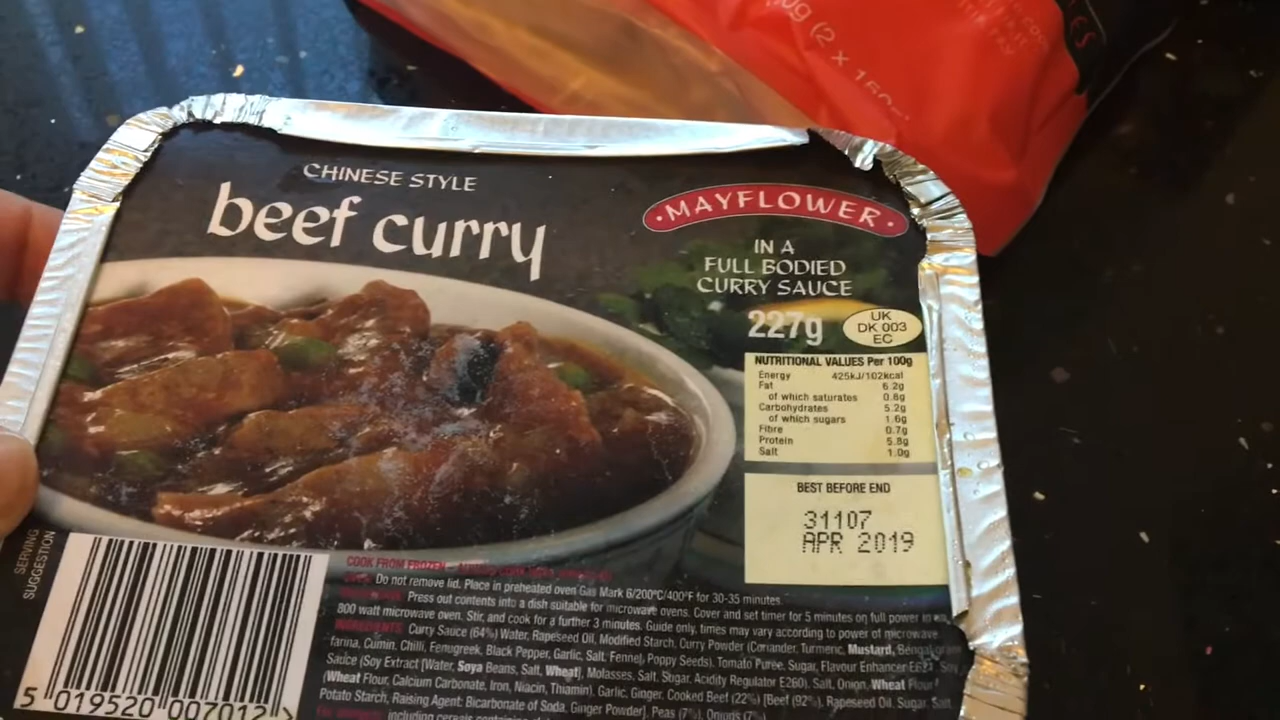 0g (2 x 150
CHINESE STYLE
beef curry
·MAYFLOWER·
IN A
FULL BODIED
CURRY SAUCE
227g
UK
DK 003
EC
NUTRITIONAL VALUES Per 100g
Energy 425kJ/102kcal
Fat 6.2g
of which saturates 0.6g
Carbohydrates 5.2g
of which sugars 1.6g
Fibre 0.7g
Protein 5.8g
Salt 1.0g
BEST BEFORE END
31107
APR 2019
SERVING
SUGGESTION
COOK FROM FROZEN
Do not remove lid. Place in preheated oven Gas Mark 6/200°C/400°F for 30-35 minutes.
Press out contents into a dish suitable for microwave ovens. Cover and set timer for 5 minutes on full power in
800 watt microwave oven. Stir, and cook for a further 3 minutes. Guide only, times may vary according to power of microwave.
INGREDIENTS: Curry Sauce (64%) Water, Rapeseed Oil, Modified Starch, Curry Powder (Coriander, Turmeric, Mustard, Bengal
farina, Cumin, Chilli, Fenugreek, Black Pepper, Garlic, Salt, Fennel, Poppy Seeds), Tomato Puree, Sugar, Flavour Enhancer E621, Soy
Sauce (Soy Extract [Water, Soya Beans, Salt, Wheat], Molasses, Salt, Sugar, Acidity Regulator E260), Salt, Onion, Wheat Flour
(Wheat Flour, Calcium Carbonate, Iron, Niacin, Thiamin), Garlic, Ginger. Cooked Beef (22%) [Beef (92%), Rapeseed Oil, Sugar, Salt,
Potato Starch, Raising Agent: Bicarbonate of Soda, Ginger Powder], Peas (7%), Onions (7%
including cereals
5 019520 007012 >